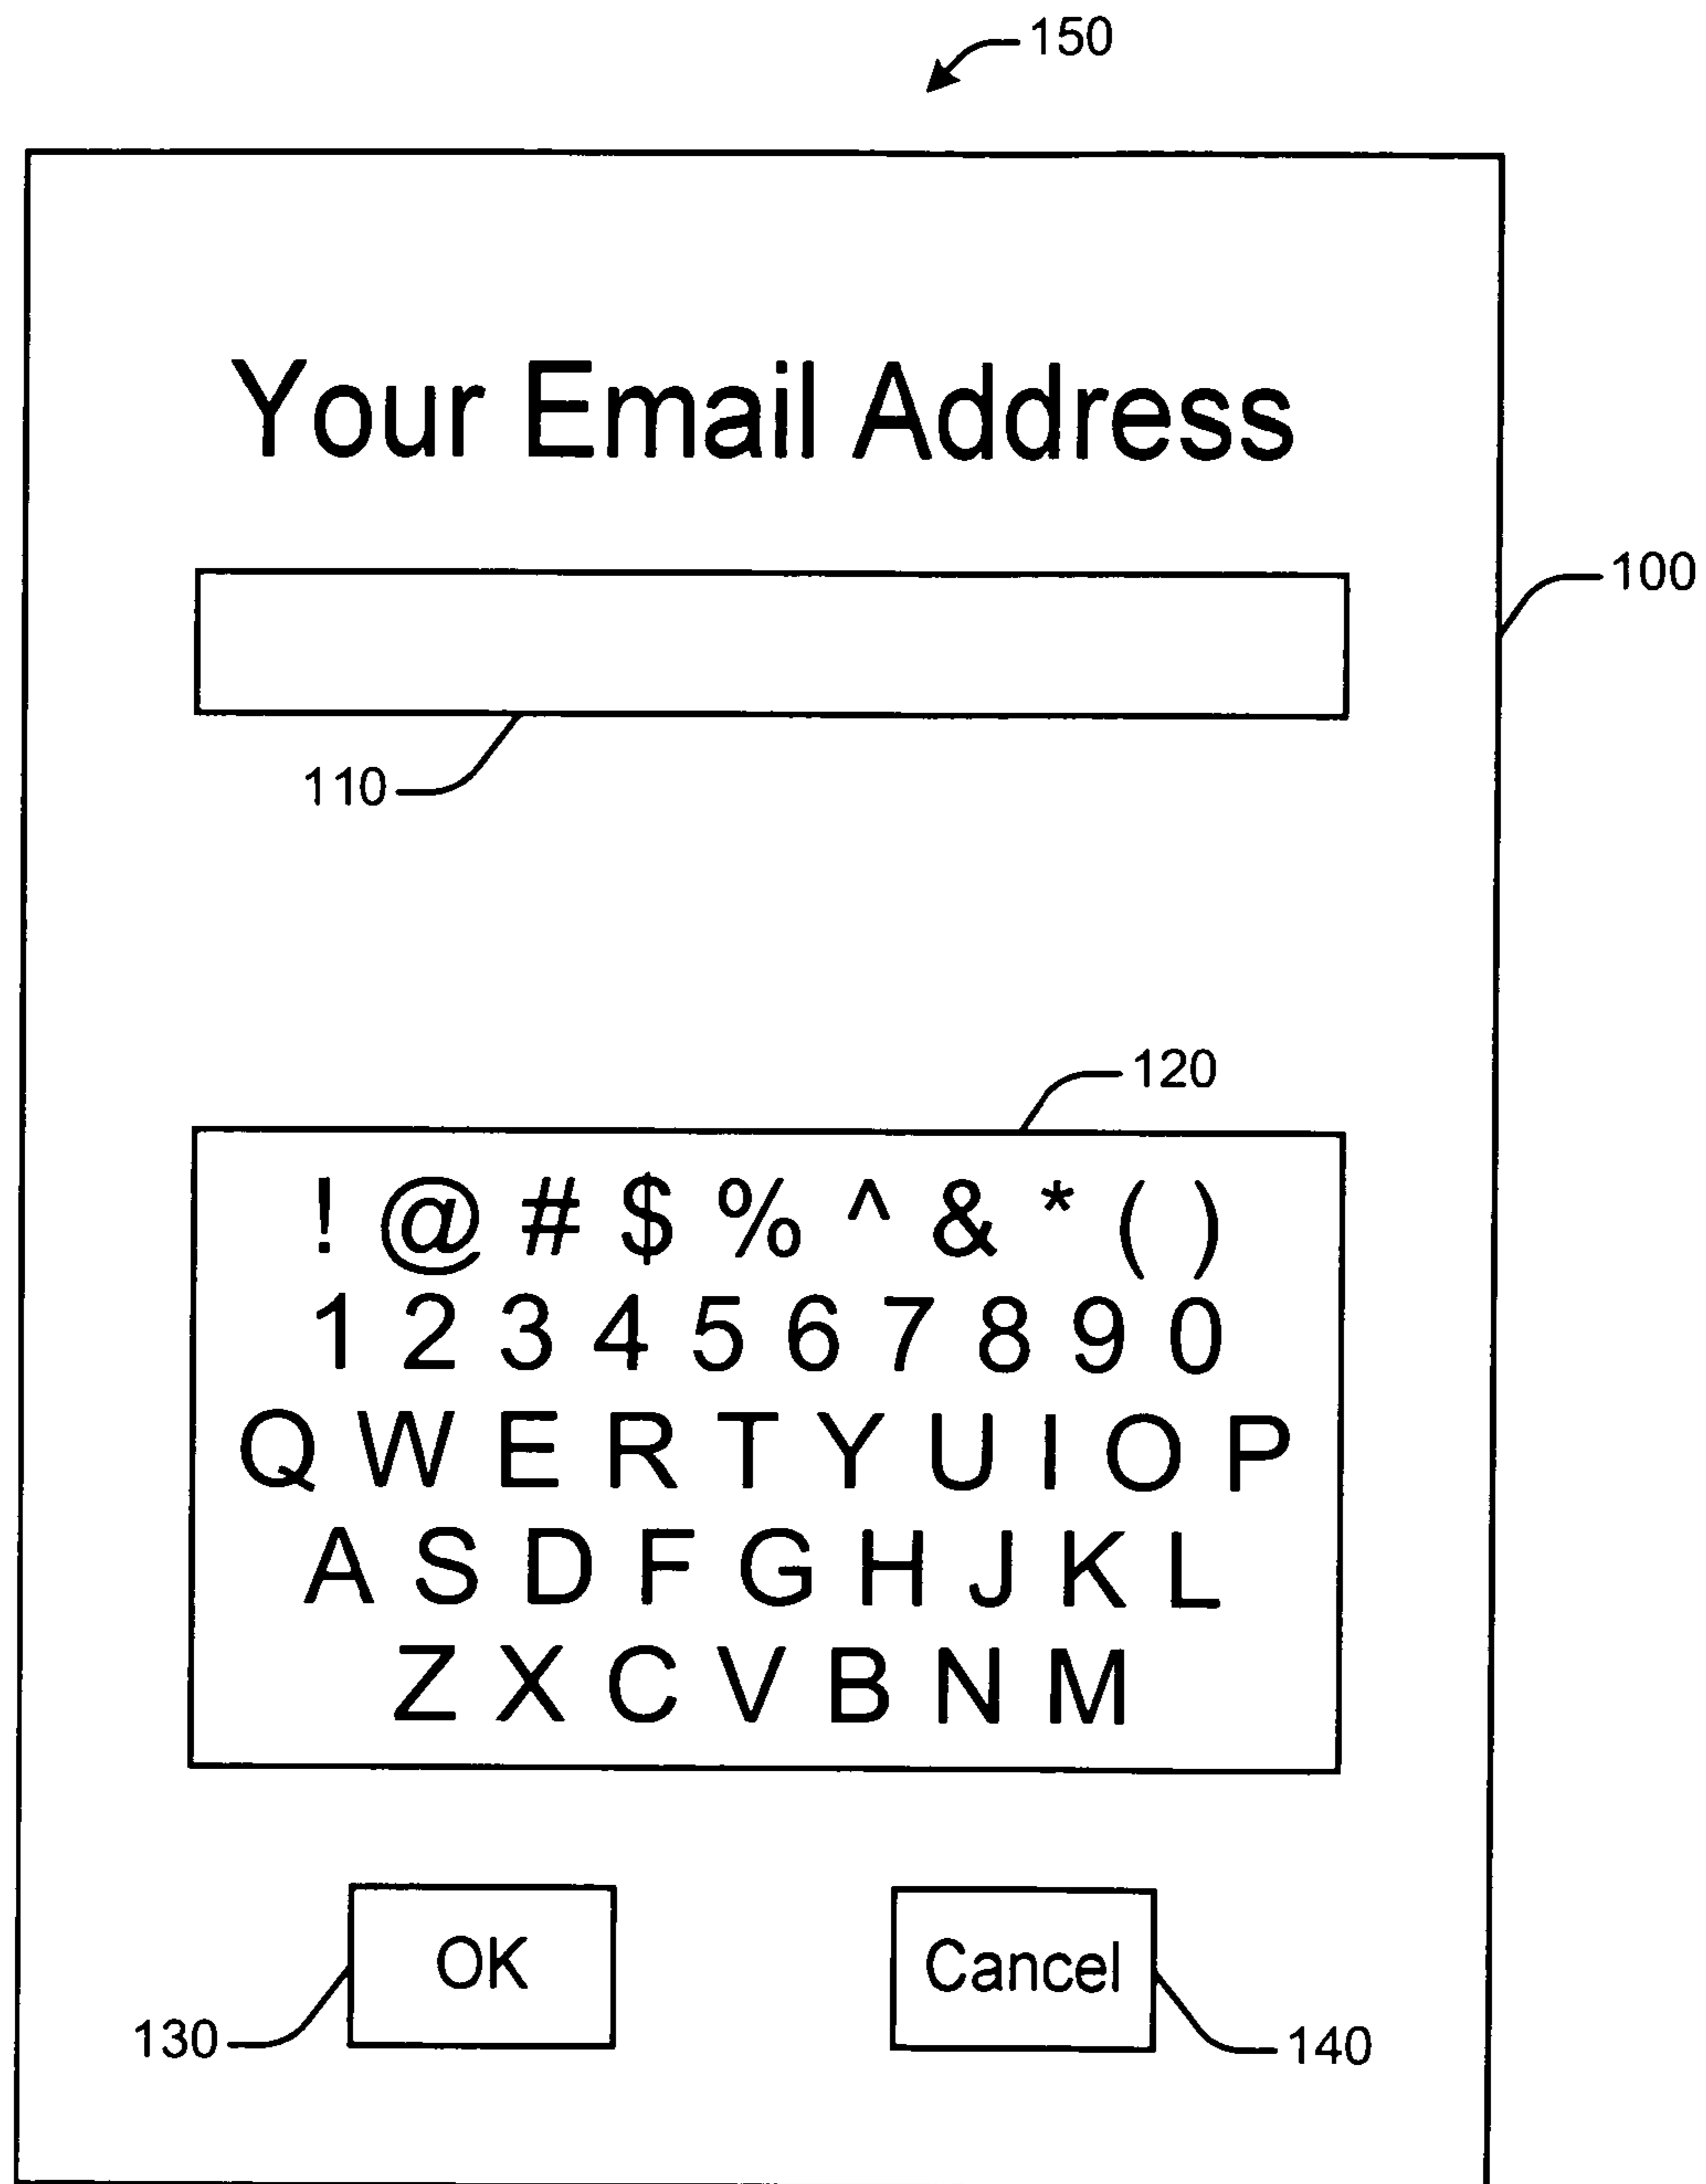 150
Your Email Address
100
110
120
! @ # $ % ^ & * ( )
1 2 3 4 5 6 7 8 9 0
Q W E R T Y U I O P
A S D F G H J K L
Z X C V B N M
OK
Cancel
130
140